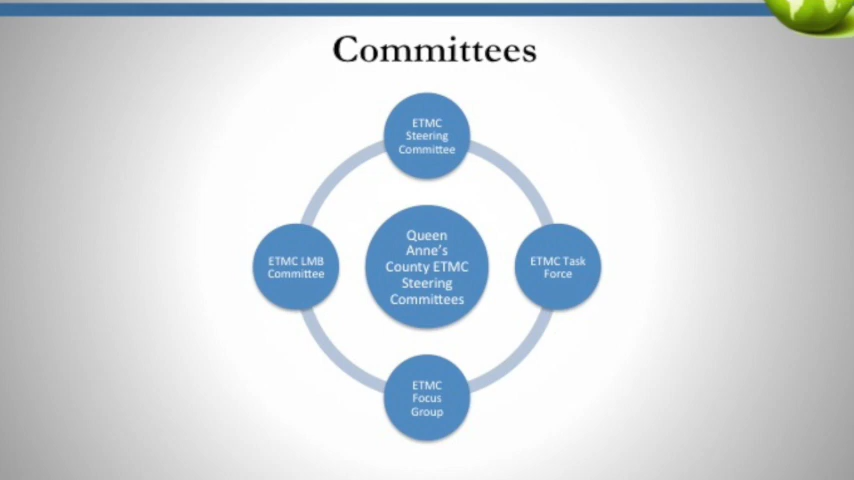 Committees
ETMC
Steering
Committee
ETMC LMB
Committee
Queen
Anne's
County ETMC
Steering
Committees
ETMC Task
Force
ETMC
Focus
Group